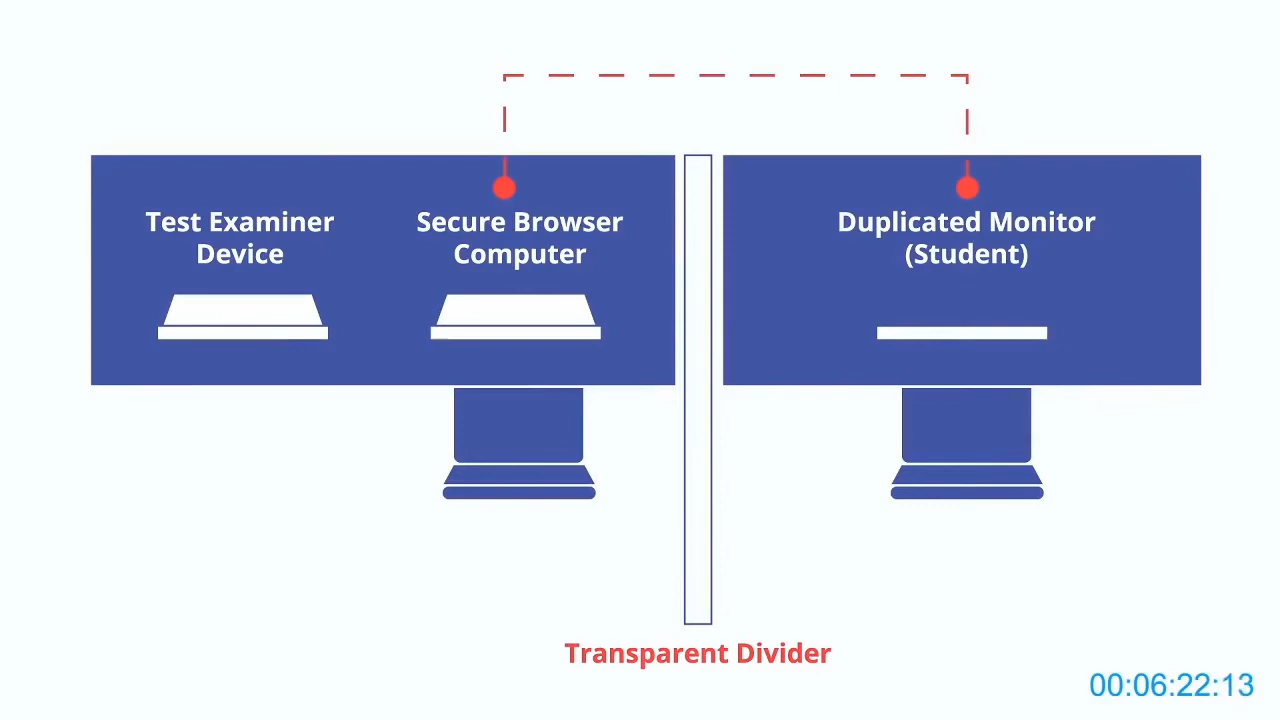 Test Examiner
Device
Secure Browser
Computer
Duplicated Monitor
(Student)
Transparent Divider
00:06:22:13